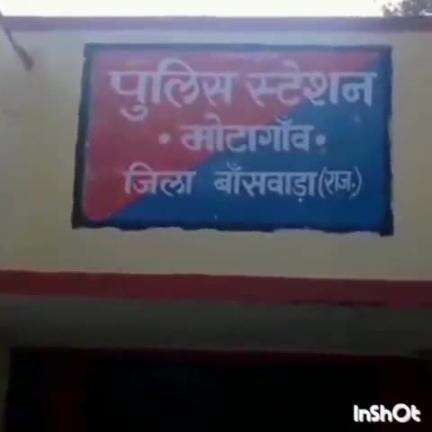 पुलिस स्टेशन
• मोटागाँव •
जिला बाँसवाड़ा (राज.)
InShOt